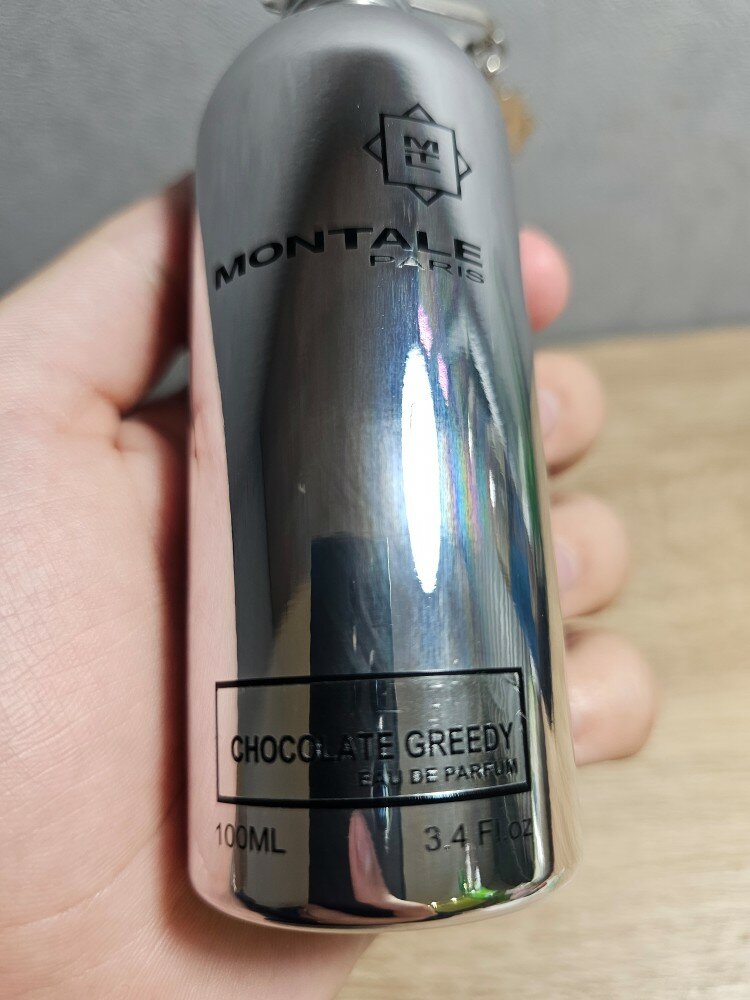 MONTALE
PARIS
CHOCOLATE GREEDY
EAU DE PARFUM
100ML 3.4 Fl.oz